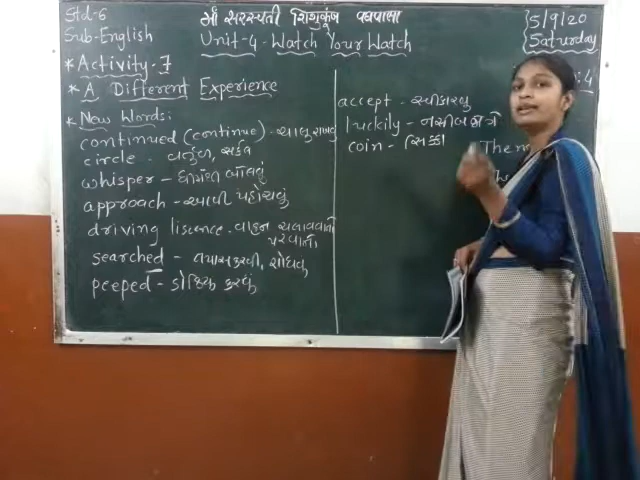 Std-6
Sub-English
માઁ સરસ્વતી શિશુકુંજ
Unit-4-Watch Your Watch
5/9/20
Saturday
: 4
* Activity-7
* A Different Experience
* New Words:
continued (continue) - ચાલુ રાખવું
circle - વર્તુળ, સર્કલ
whisper - ધીમેથી બોલવું
approach - આવી પહોંચવું
driving liscence - વાહન ચલાવવાનો
પરવાનો
searched - તપાસ કરવી, શોધવું
peeped - ડોકિયું કરવું
accept - સ્વીકારવું
luckily - નસીબજોગે
coin - સિક્કો